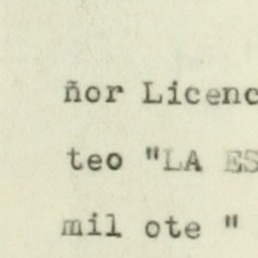 ñor Licenc
teo "LA ES
mil ote "